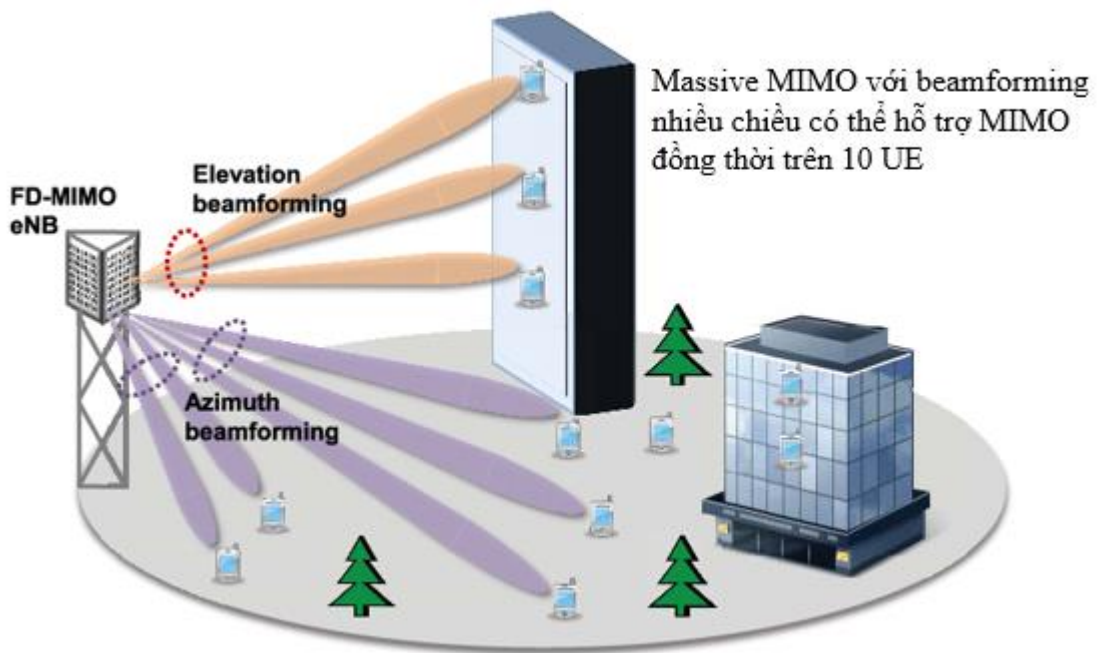 Massive MIMO với beamforming
nhiều chiều có thể hỗ trợ MIMO
đồng thời trên 10 UE
Elevation
beamforming
FD-MIMO
eNB
Azimuth
beamforming